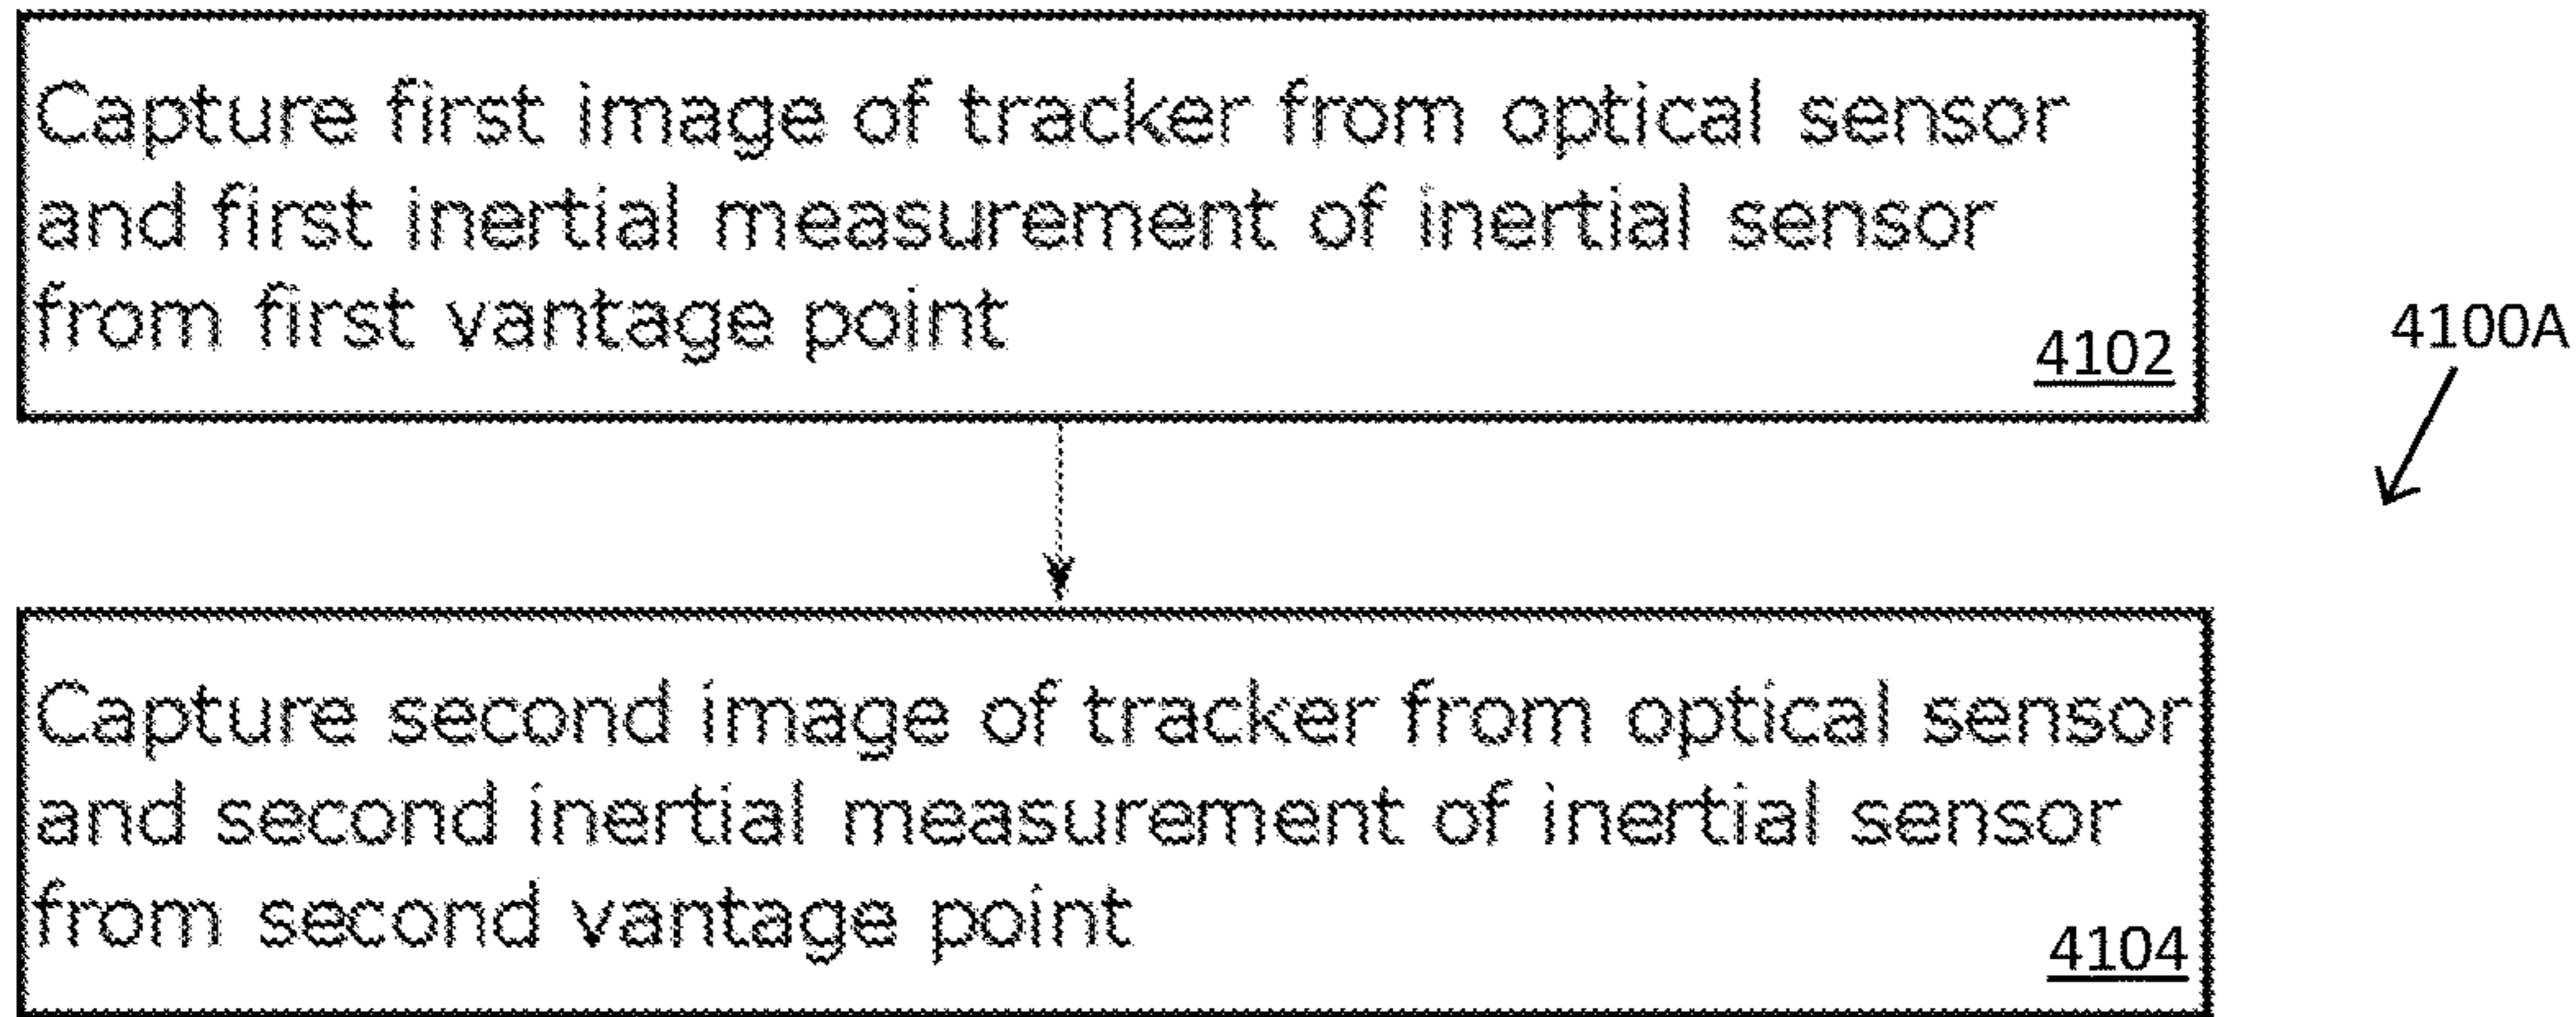 Capture first image of tracker from optical sensor
and first inertial measurement of inertial sensor
from first vantage point
4102
4100A
Capture second image of tracker from optical sensor
and second inertial measurement of inertial sensor
from second vantage point
4104